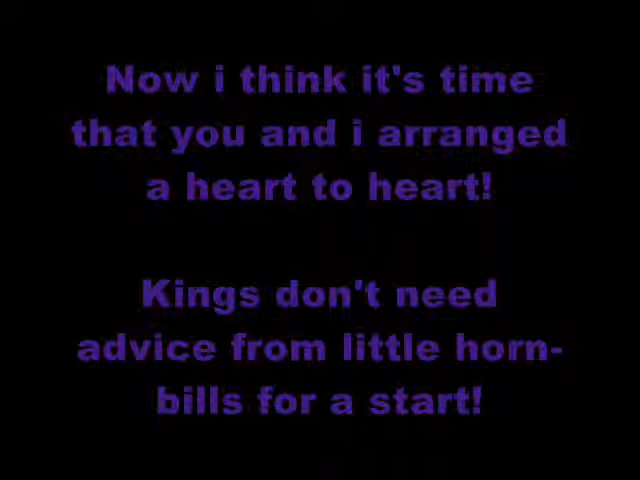 Now i think it's time
that you and i arranged
a heart to heart!
Kings don't need
advice from little horn-
bills for a start!